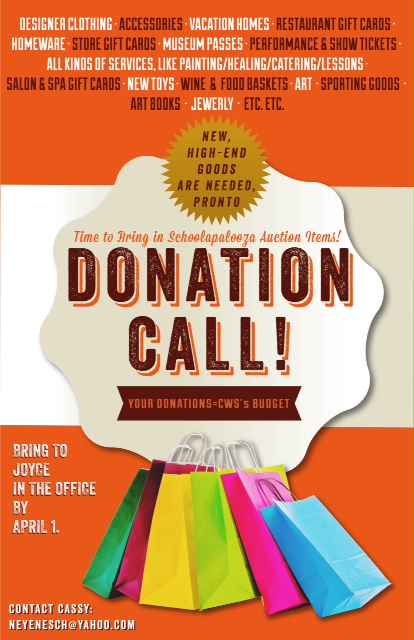 DESIGNER CLOTHING · ACCESSORIES · VACATION HOMES · RESTAURANT GIFT CARDS ·
HOMEWARE · STORE GIFT CARDS · MUSEUM PASSES · PERFORMANCE & SHOW TICKETS ·
ALL KINDS OF SERVICES, LIKE PAINTING/HEALING/CATERING/LESSONS ·
SALON & SPA GIFT CARDS · NEW TOYS · WINE & FOOD BASKETS · ART · SPORTING GOODS ·
ART BOOKS · JEWERLY · ETC. ETC.
NEW,
HIGH-END
GOODS
ARE NEEDED,
PRONTO
Time to Bring in Schoolapalooza Auction Items!
DONATION
CALL!
YOUR DONATIONS=CWS's BUDGET
BRING TO
JOYCE
IN THE OFFICE
BY
APRIL 1.
CONTACT CASSY:
NEYENESCH@YAHOO.COM